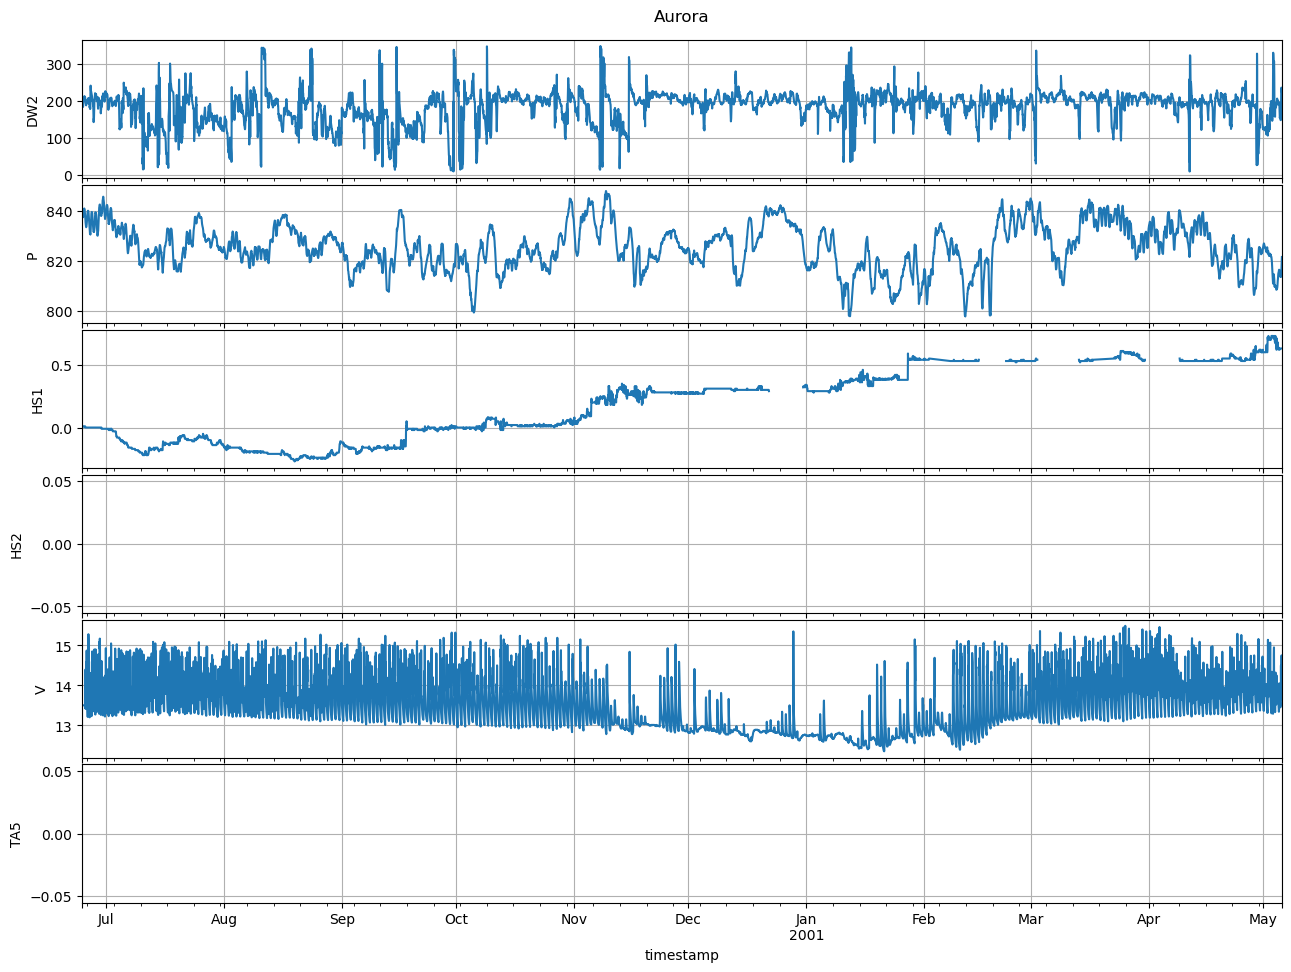 Aurora
300
200
100
0
DW2
840
820
800
P
0.5
0.0
HS1
0.05
0.00
−0.05
HS2
15
14
13
V
0.05
0.00
−0.05
TA5
Jul Aug Sep Oct Nov Dec Jan Feb Mar Apr May
2001
timestamp